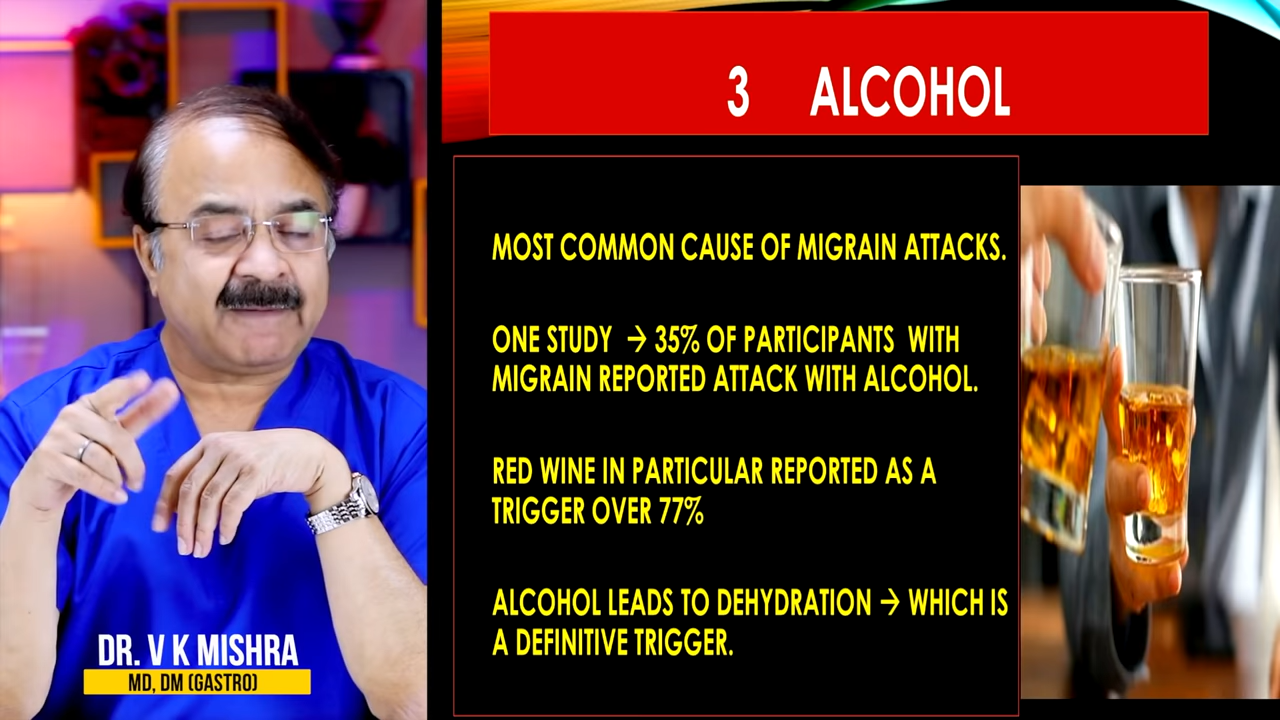 3 ALCOHOL
MOST COMMON CAUSE OF MIGRAIN ATTACKS.
ONE STUDY → 35% OF PARTICIPANTS WITH
MIGRAIN REPORTED ATTACK WITH ALCOHOL.
RED WINE IN PARTICULAR REPORTED AS A
TRIGGER OVER 77%
ALCOHOL LEADS TO DEHYDRATION → WHICH IS
A DEFINITIVE TRIGGER.
DR. V K MISHRA
MD, DM (GASTRO)